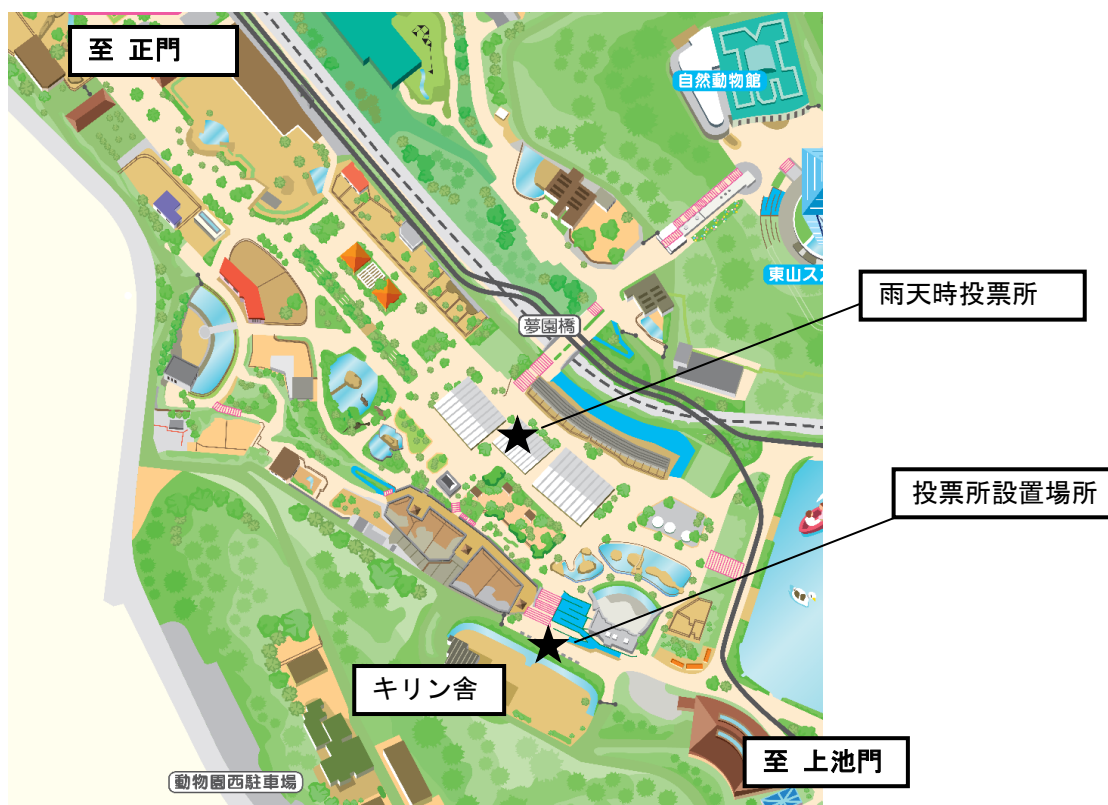 至 正門
自然動物館
東山ス
雨天時投票所
夢園橋
投票所設置場所
キリン舎
至 上池門
動物園西駐車場